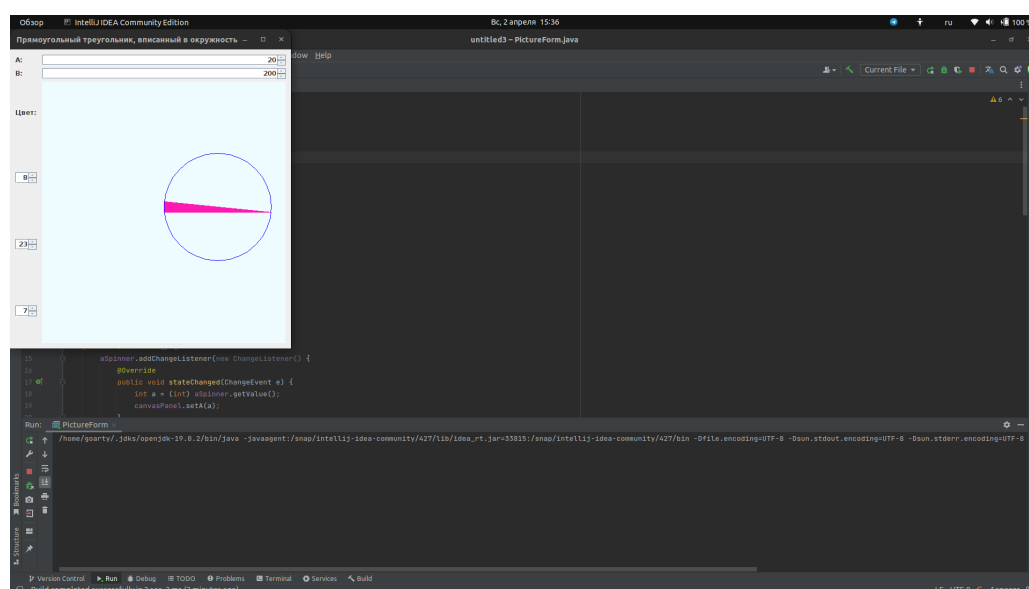 Обзор IntelliJ IDEA Community Edition Вс, 2 апреля 15:36 ru 100
Прямоугольный треугольник, вписанный в окружность untitled3 – PictureForm.java
A: 20
dow Help
B: 200
Current File
6
Цвет:
8
23
7
15 aSpinner.addChangeListener(new ChangeListener() {
16 @Override
17 public void stateChanged(ChangeEvent e) {
18 int a = (int) aSpinner.getValue();
19 canvasPanel.setA(a);
20 }
Run: PictureForm
/home/goarty/.jdks/openjdk-19.0.2/bin/java -javaagent:/snap/intellij-idea-community/427/lib/idea_rt.jar=33815:/snap/intellij-idea-community/427/bin -Dfile.encoding=UTF-8 -Dsun.stdout.encoding=UTF-8 -Dsun.stderr.encoding=UTF-8
Bookmarks
Structure
Version Control Run Debug TODO Problems Terminal Services Build